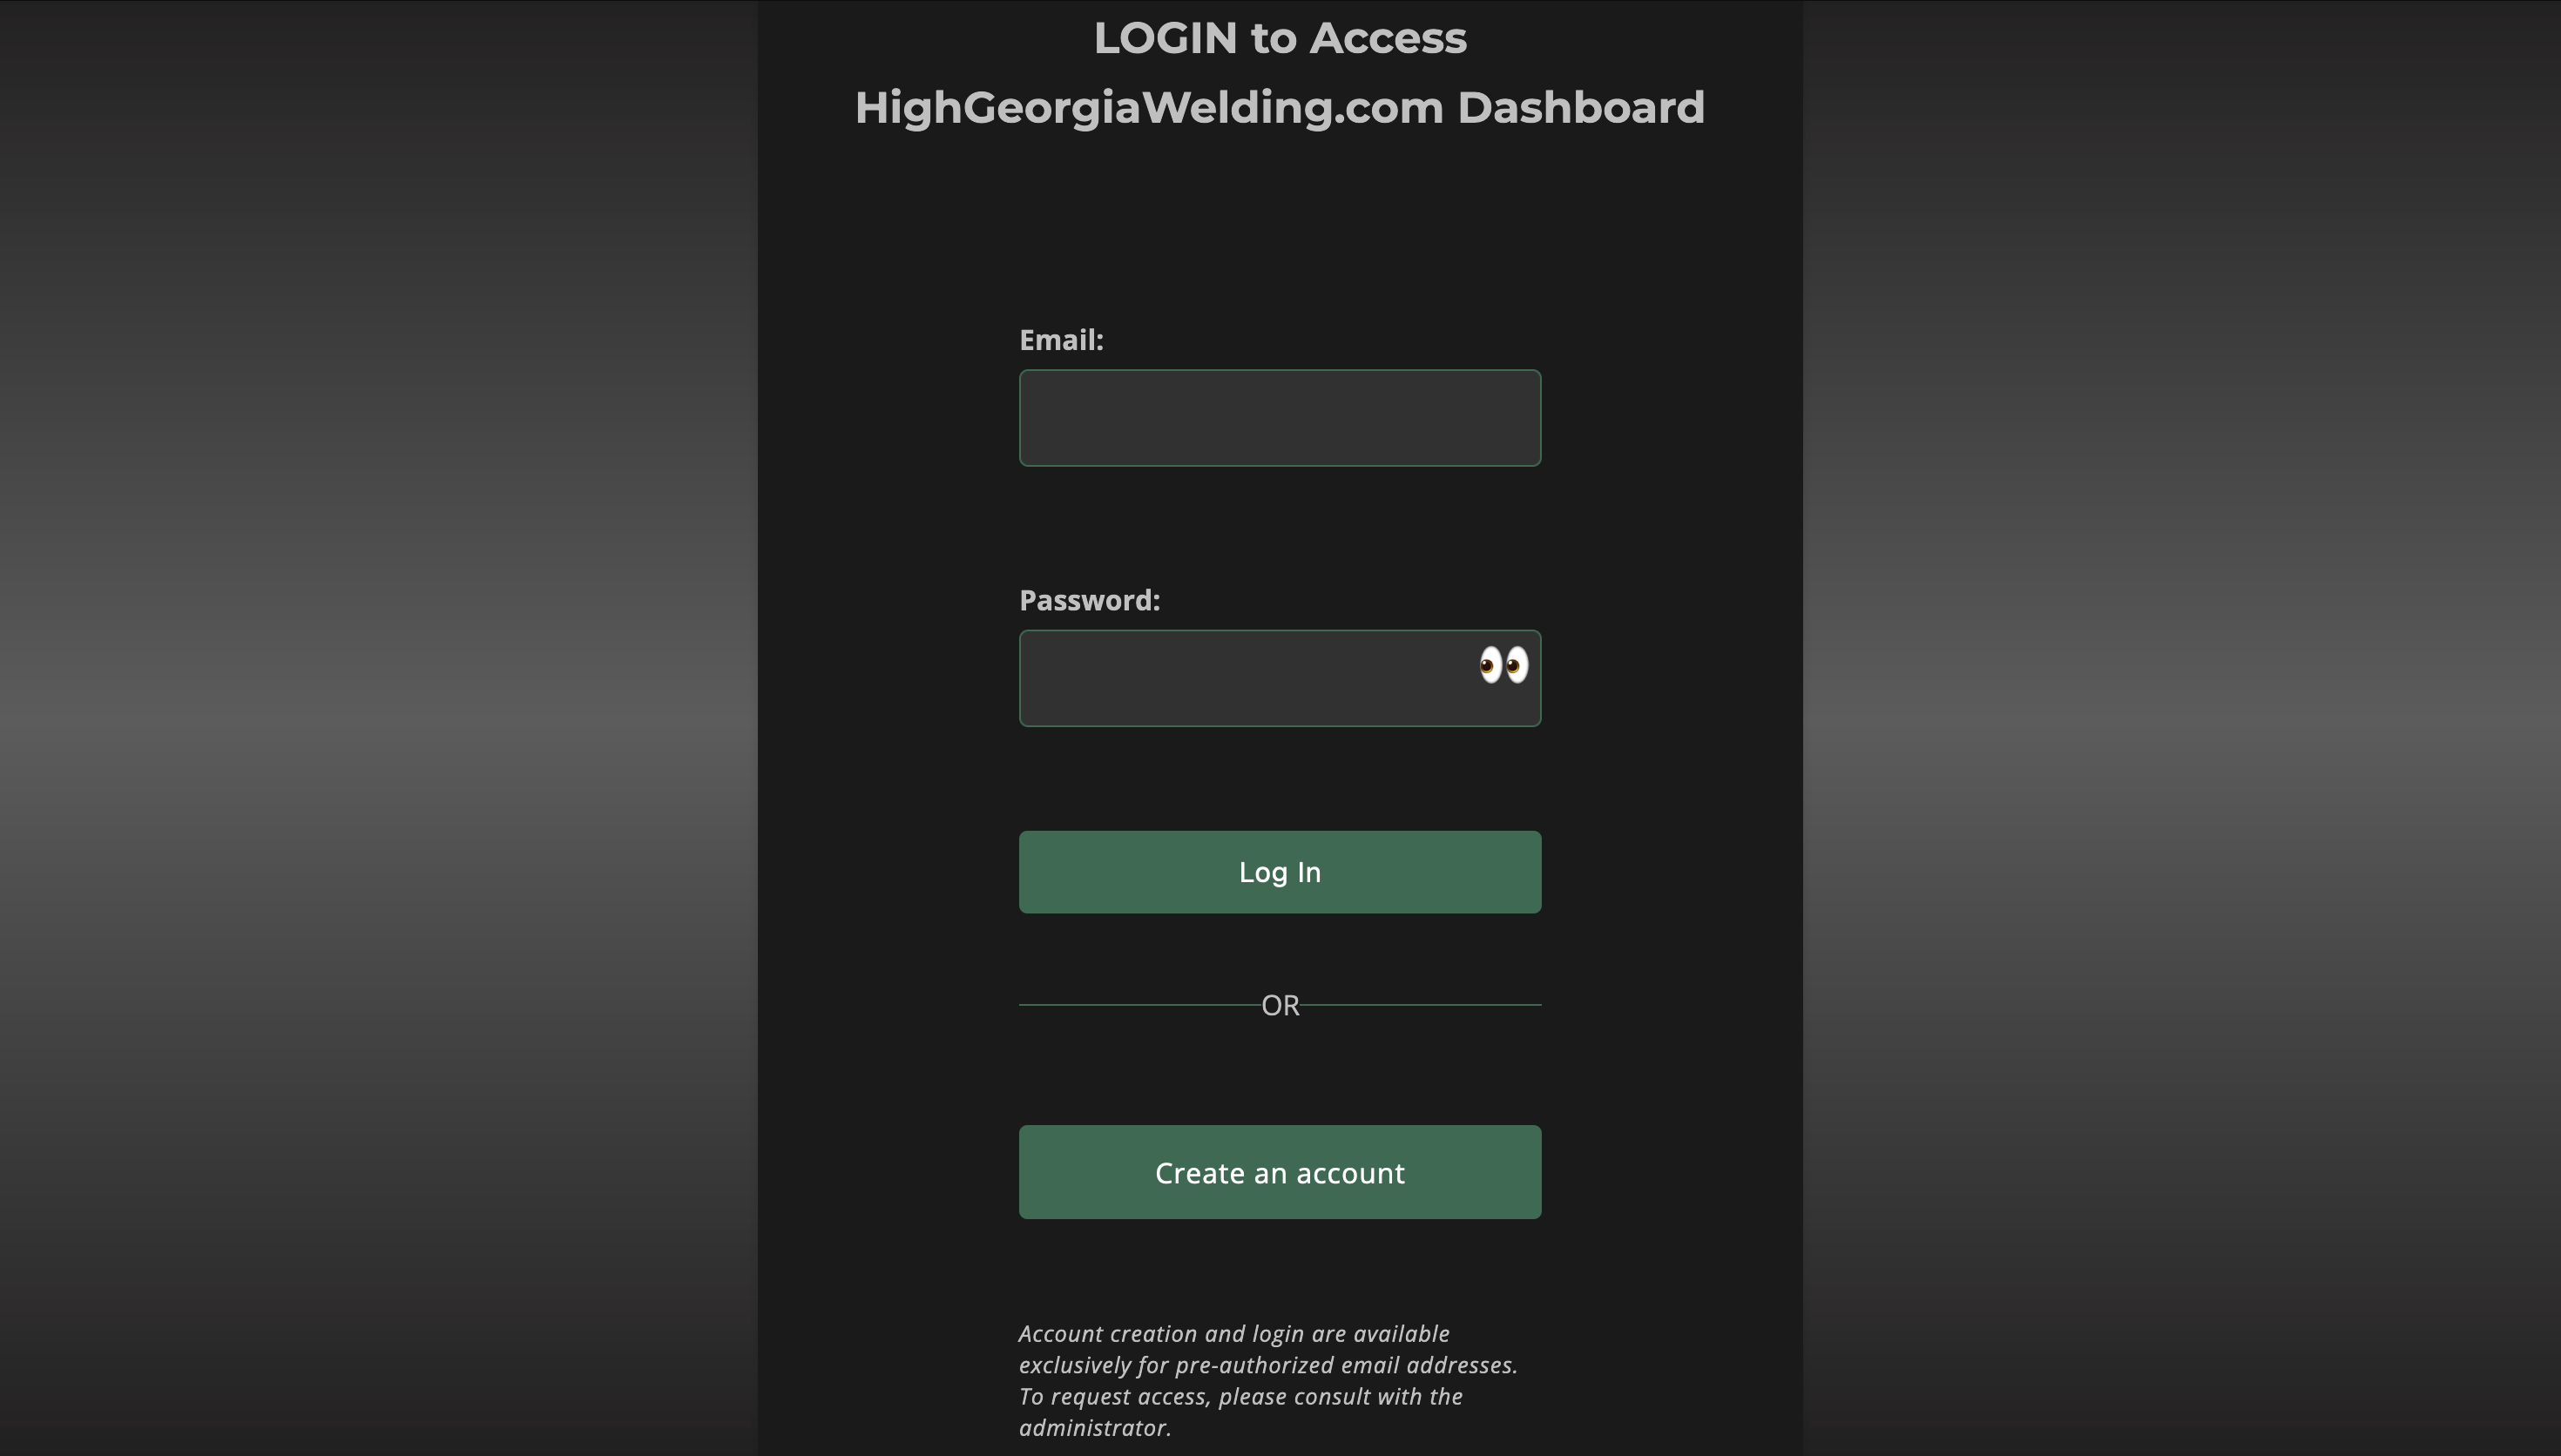 LOGIN to Access
HighGeorgiaWelding.com Dashboard
Email:
Password:
Log In
OR
Create an account
Account creation and login are available
exclusively for pre-authorized email addresses.
To request access, please consult with the
administrator.